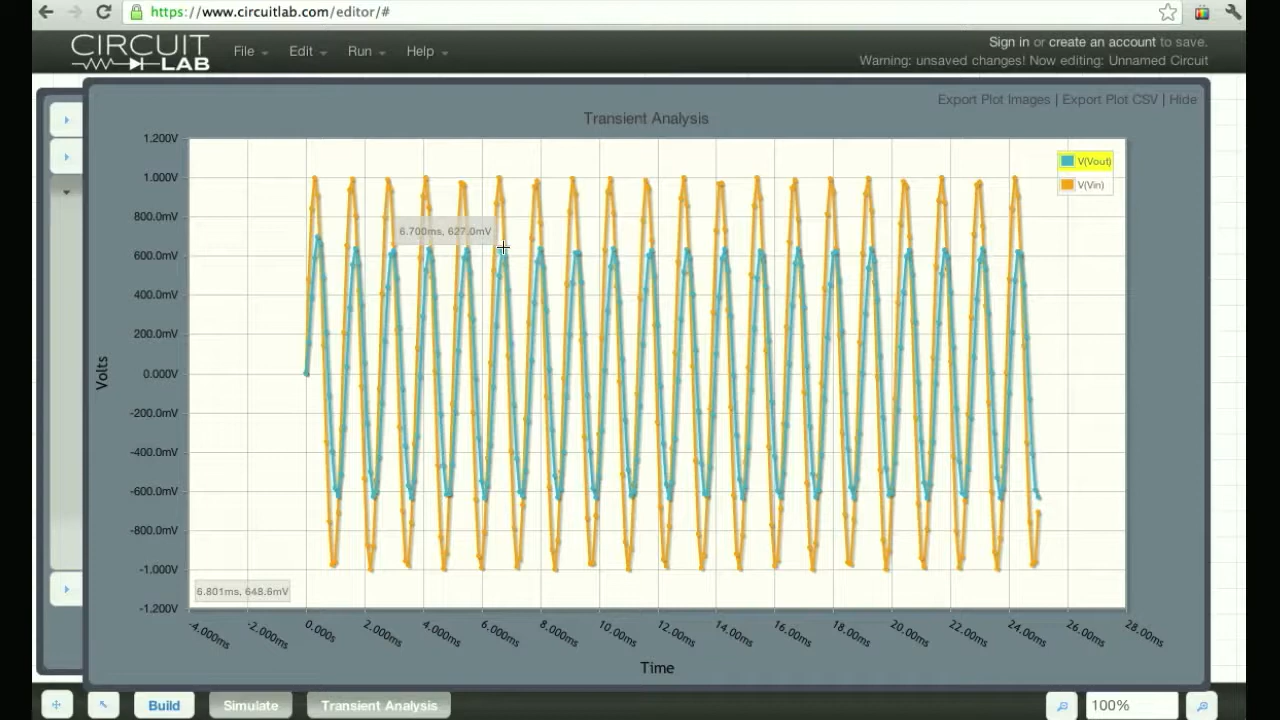 https://www.circuitlab.com/editor/#
CIRCUIT
LAB
File Edit Run Help
Sign in or create an account to save.
Warning: unsaved changes! Now editing: Unnamed Circuit
Export Plot Images | Export Plot CSV | Hide
Transient Analysis
1.200V
1.000V
800.0mV
600.0mV
400.0mV
200.0mV
0.000V
-200.0mV
-400.0mV
-600.0mV
-800.0mV
-1.000V
-1.200V
Volts
V(Vout)
V(Vin)
6.700ms, 627.0mV
6.801ms, 648.6mV
-4.000ms -2.000ms 0.000s 2.000ms 4.000ms 6.000ms 8.000ms 10.00ms 12.00ms 14.00ms 16.00ms 18.00ms 20.00ms 22.00ms 24.00ms 26.00ms 28.00ms
Time
Build Simulate Transient Analysis 100%